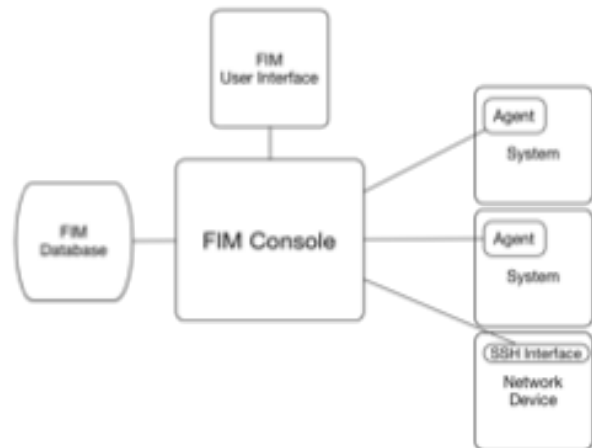 FIM
User Interface
Agent
System
FIM
Database
FIM Console
Agent
System
SSH Interface
Network
Device